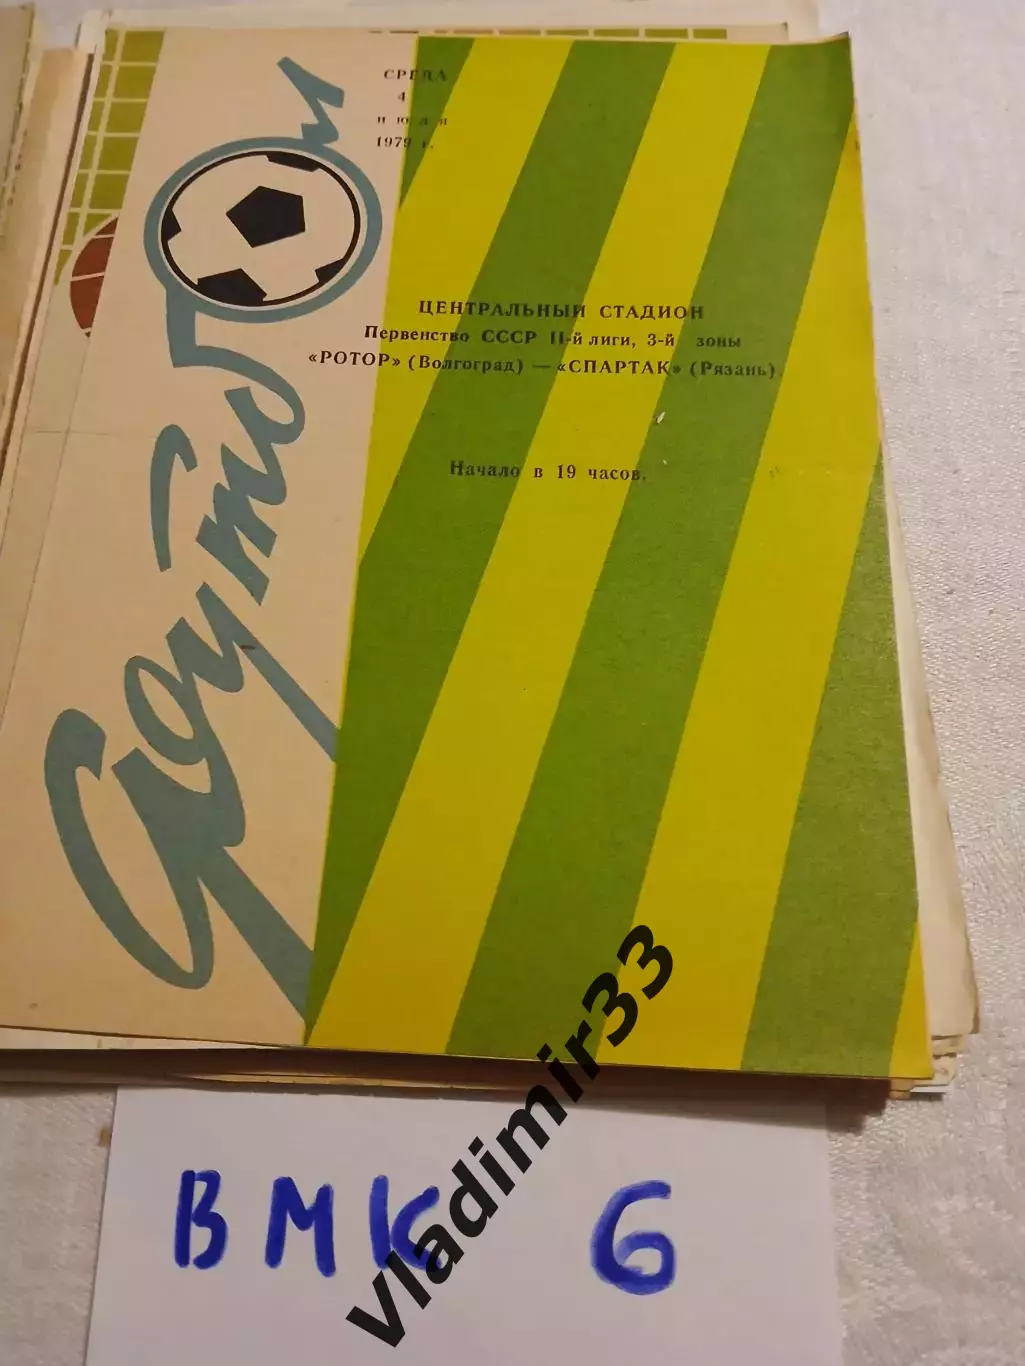 Футбол
СРЕДА
4
июля
1979 г.
ЦЕНТРАЛЬНЫЙ СТАДИОН
Первенство СССР II-й лиги, 3-й зоны
«РОТОР» (Волгоград) — «СПАРТАК» (Рязань)
Начало в 19 часов.
ВМК 6
vladimir33